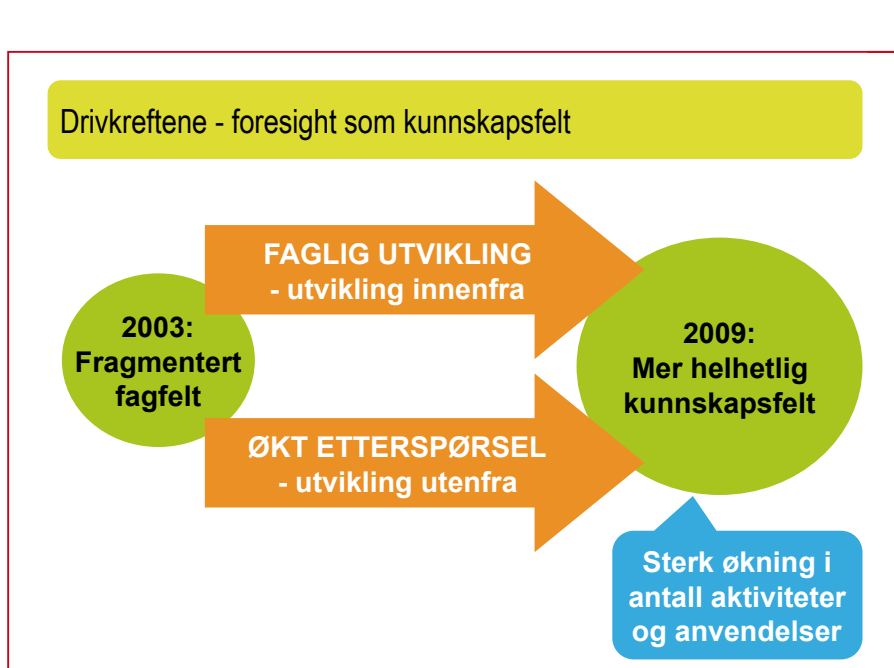 Drivkreftene - foresight som kunnskapsfelt
FAGLIG UTVIKLING
- utvikling innenfra
2003:
Fragmentert
fagfelt
2009:
Mer helhetlig
kunnskapsfelt
ØKT ETTERSPØRSEL
- utvikling utenfra
Sterk økning i
antall aktiviteter
og anvendelser